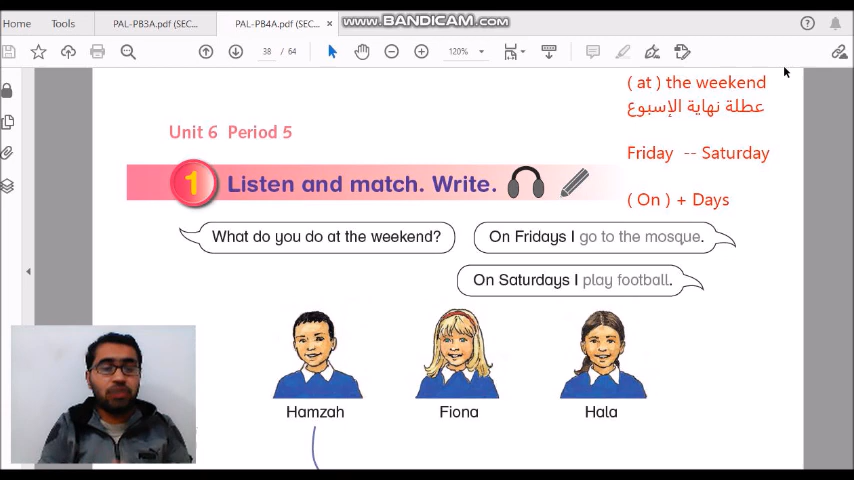 www.BANDICAM.com
Home
Tools
PAL-PB3A.pdf (SEC...
PAL-PB4A.pdf (SEC...
38 / 64
120%
( at ) the weekend
عطلة نهاية الإسبوع
Friday -- Saturday
( On ) + Days
Unit 6 Period 5
1 Listen and match. Write.
What do you do at the weekend?
On Fridays I go to the mosque.
On Saturdays I play football.
Hamzah
Fiona
Hala